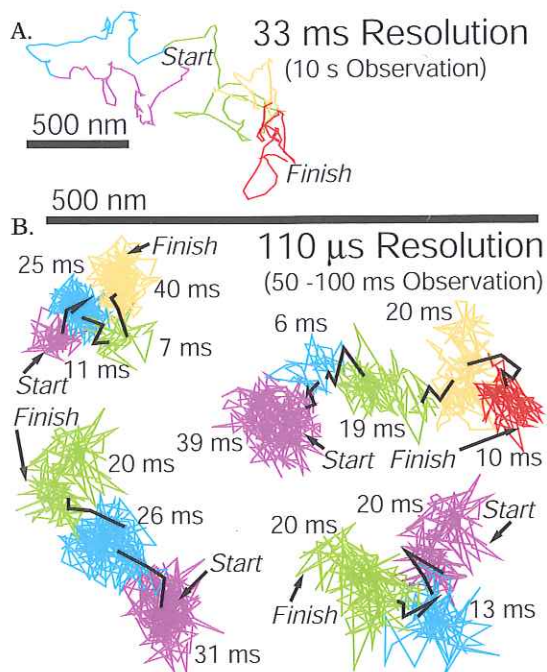 A.
Start
33 ms Resolution
(10 s Observation)
500 nm
Finish
500 nm
B.
110 μs Resolution
(50 -100 ms Observation)
Finish
25 ms
40 ms
7 ms
11 ms
Start
20 ms
6 ms
39 ms
19 ms
Start
Finish
10 ms
Finish
20 ms
26 ms
Start
31 ms
20 ms
Start
20 ms
Finish
13 ms